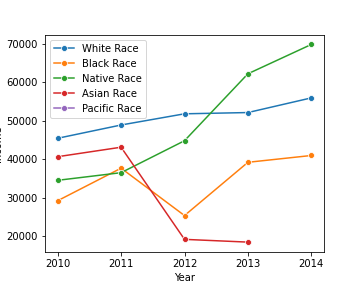 70000
60000
50000
40000
30000
20000
White Race
Black Race
Native Race
Asian Race
Pacific Race
2010 2011 2012 2013 2014
Year